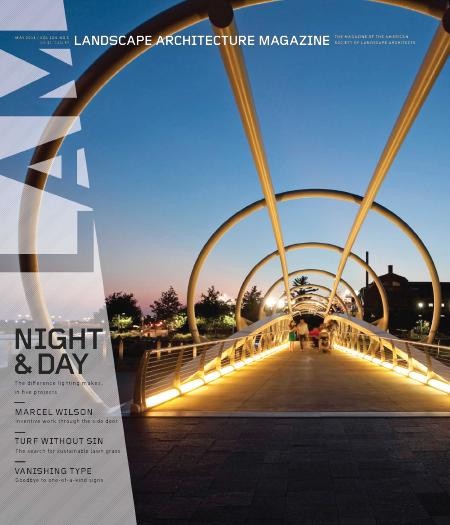 MAY 2014 / VOL 104 NO 5
LANDSCAPE ARCHITECTURE MAGAZINE
THE MAGAZINE OF THE AMERICAN
SOCIETY OF LANDSCAPE ARCHITECTS
LAM
NIGHT
& DAY
The difference lighting makes,
in five projects
MARCEL WILSON
Inventive work through the side door
TURF WITHOUT SIN
The search for sustainable lawn grass
VANISHING TYPE
Goodbye to one-of-a-kind signs